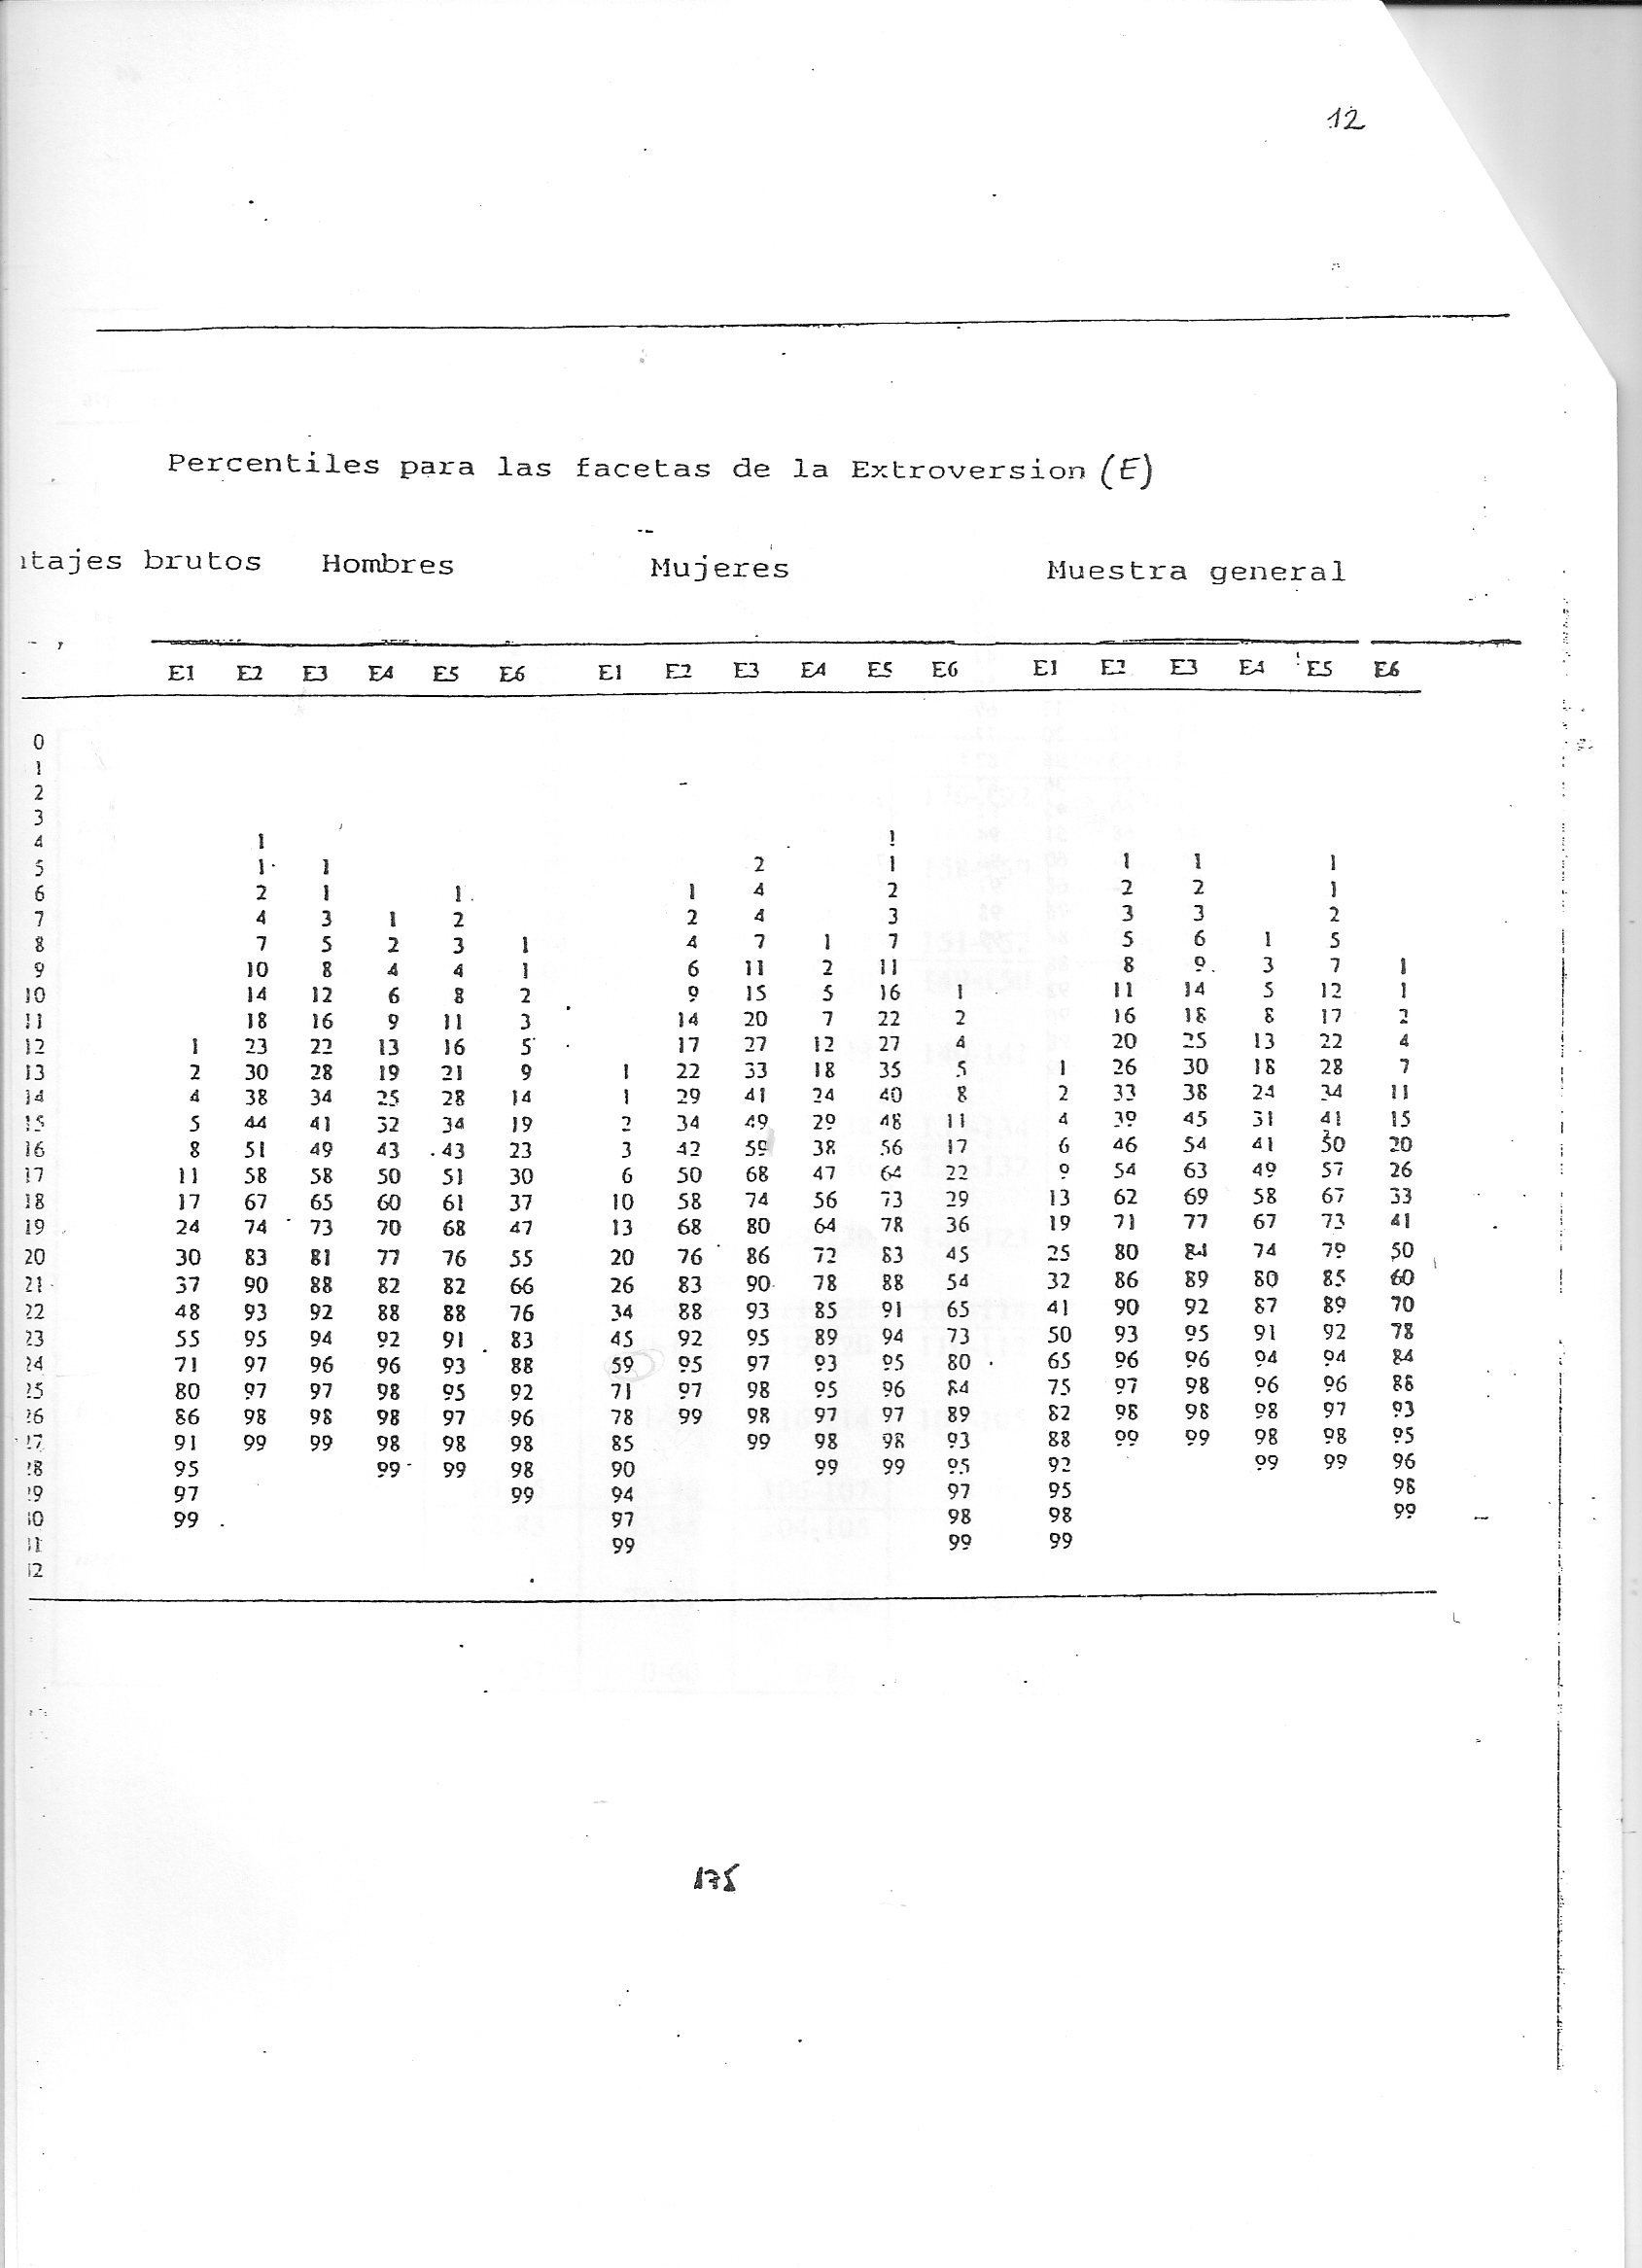 12
Percentiles para las facetas de la Extroversion (E)
tajes brutos Hombres Mujeres Muestra general
E1 E2 E3 E4 E5 E6 E1 E2 E3 E4 E5 E6 E1 E2 E3 E4 E5 E6
0
1
2
3
4 1 1
5 1 1 2 1 1 1 1
6 2 1 1 1 4 2 2 2 1
7 4 3 1 2 2 4 3 3 3 2
8 7 5 2 3 1 4 7 1 7 5 6 1 5
9 10 8 4 4 1 6 11 2 11 8 9 3 7 1
10 14 12 6 8 2 9 15 5 16 1 11 14 5 12 1
11 18 16 9 11 3 14 20 7 22 2 16 18 8 17 2
12 1 23 22 13 16 5 17 27 12 27 4 20 25 13 22 4
13 2 30 28 19 21 9 1 22 33 18 35 5 1 26 30 18 28 7
14 4 38 34 25 28 14 1 29 41 24 40 8 2 33 38 24 34 11
15 5 44 41 32 34 19 2 34 49 29 48 11 4 39 45 31 41 15
16 8 51 49 43 43 23 3 42 59 38 56 17 6 46 54 41 50 20
17 11 58 58 50 51 30 6 50 68 47 64 22 9 54 63 49 57 26
18 17 67 65 60 61 37 10 58 74 56 73 29 13 62 69 58 67 33
19 24 74 73 70 68 47 13 68 80 64 78 36 19 71 77 67 73 41
20 30 83 81 77 76 55 20 76 86 72 83 45 25 80 84 74 79 50
21 37 90 88 82 82 66 26 83 90 78 88 54 32 86 89 80 85 60
22 48 93 92 88 88 76 34 88 93 85 91 65 41 90 92 87 89 70
23 55 95 94 92 91 83 45 92 95 89 94 73 50 93 95 91 92 78
24 71 97 96 96 93 88 59 95 97 93 95 80 65 96 96 94 94 84
25 80 97 97 98 95 92 71 97 98 95 96 84 75 97 98 96 96 88
26 86 98 98 98 97 96 78 99 98 97 97 89 82 98 98 98 97 93
27 91 99 99 98 98 98 85 99 98 98 93 88 99 99 98 98 95
28 95 99 99 98 90 99 99 95 92 99 99 96
29 97 99 94 97 95 98
30 99 97 98 98 99
31 99 99 99
32
175